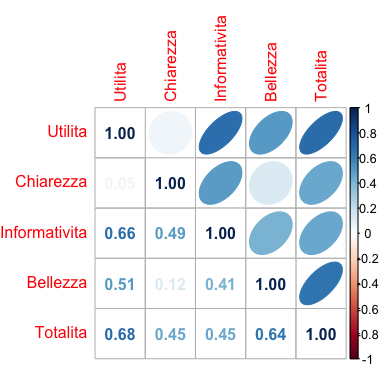 Utilita
Chiarezza
Informativita
Bellezza
Totalita
Utilita 1.00
Chiarezza 0.05 1.00
Informativita 0.66 0.49 1.00
Bellezza 0.51 0.12 0.41 1.00
Totalita 0.68 0.45 0.45 0.64 1.00
1
0.8
0.6
0.4
0.2
0
-0.2
-0.4
-0.6
-0.8
-1